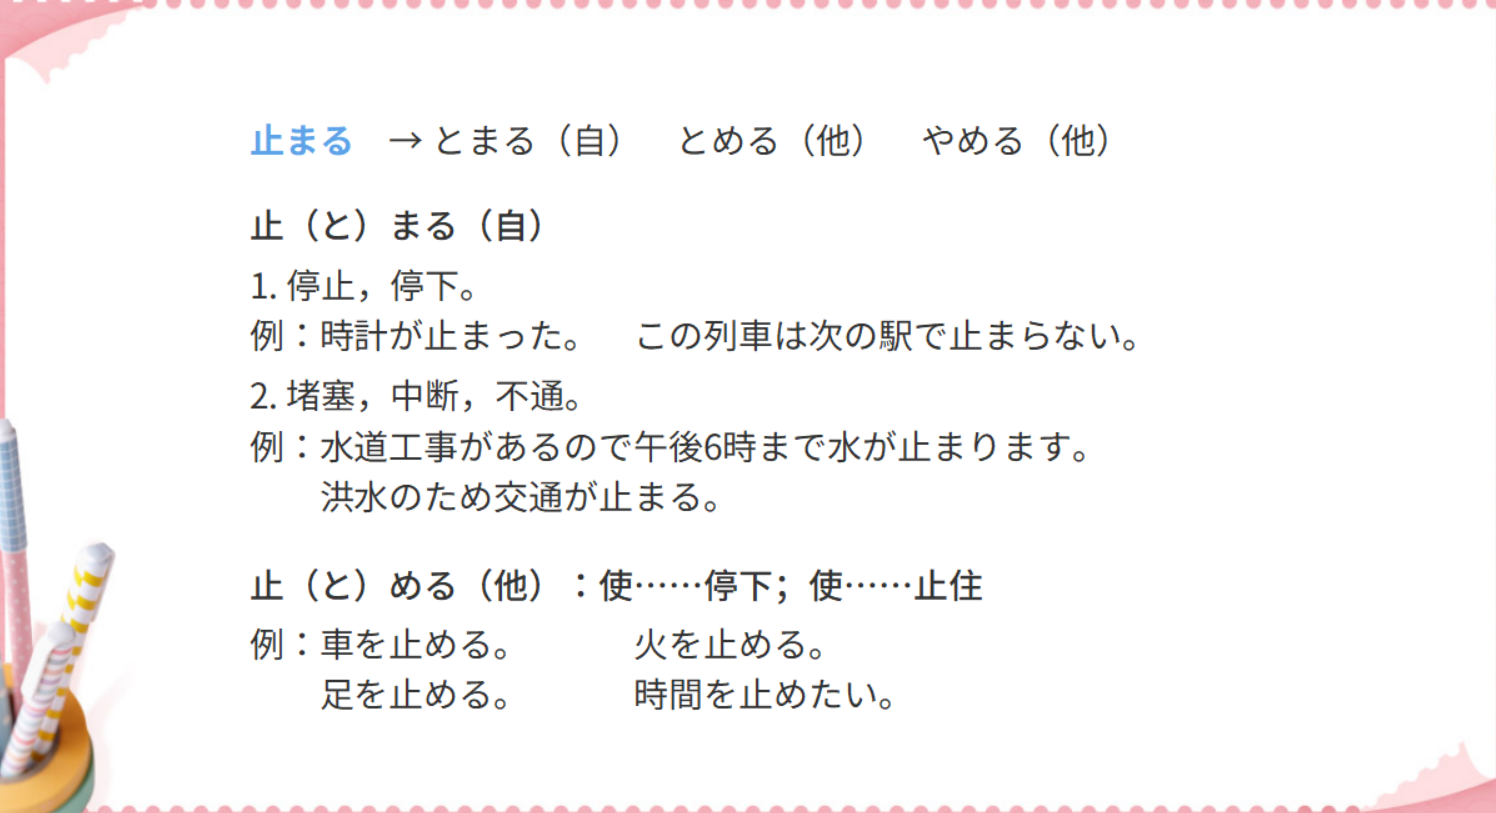 止まる　→ とまる（自）　とめる（他）　やめる（他）
止（と）まる（自）
1. 停止，停下。
例：時計が止まった。　この列車は次の駅で止まらない。
2. 堵塞，中断，不通。
例：水道工事があるので午後6時まで水が止まります。
洪水のため交通が止まる。
止（と）める（他）：使……停下；使……止住
例：車を止める。　火を止める。
足を止める。　時間を止めたい。